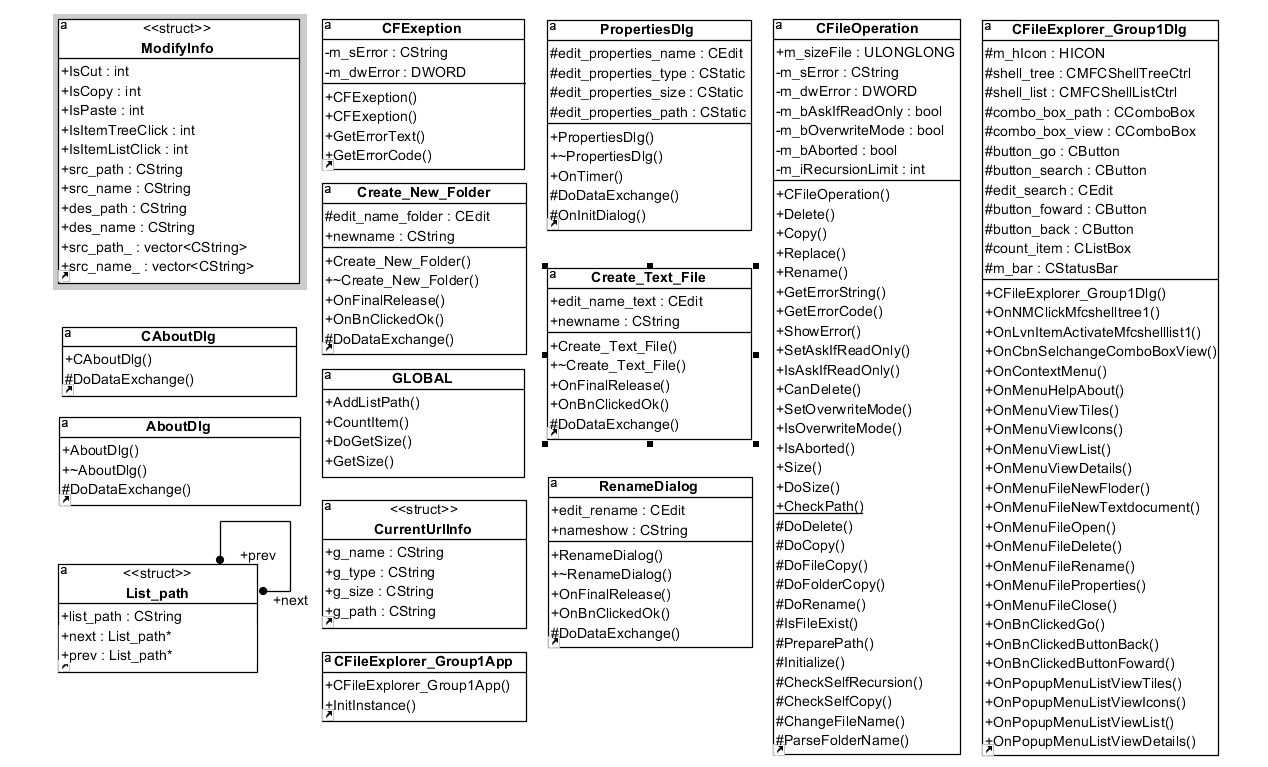 a
<<struct>>
ModifyInfo
+IsCut : int
+IsCopy : int
+IsPaste : int
+IsItemTreeClick : int
+IsItemListClick : int
+src_path : CString
+src_name : CString
+des_path : CString
+des_name : CString
+src_path_ : vector<CString>
+src_name_ : vector<CString>
a
CAboutDlg
+CAboutDlg()
#DoDataExchange()
a
AboutDlg
+AboutDlg()
+~AboutDlg()
#DoDataExchange()
+prev
+next
a
<<struct>>
List_path
+list_path : CString
+next : List_path*
+prev : List_path*
a
CFExeption
-m_sError : CString
-m_dwError : DWORD
+CFExeption()
+CFExeption()
+GetErrorText()
+GetErrorCode()
a
Create_New_Folder
#edit_name_folder : CEdit
+newname : CString
+Create_New_Folder()
+~Create_New_Folder()
+OnFinalRelease()
+OnBnClickedOk()
#DoDataExchange()
a
GLOBAL
+AddListPath()
+CountItem()
+DoGetSize()
+GetSize()
a
<<struct>>
CurrentUrlInfo
+g_name : CString
+g_type : CString
+g_size : CString
+g_path : CString
a
CFileExplorer_Group1App
+CFileExplorer_Group1App()
+InitInstance()
a
PropertiesDlg
#edit_properties_name : CEdit
#edit_properties_type : CStatic
#edit_properties_size : CStatic
#edit_properties_path : CStatic
+PropertiesDlg()
+~PropertiesDlg()
+OnTimer()
#DoDataExchange()
#OnInitDialog()
a
Create_Text_File
+edit_name_text : CEdit
+newname : CString
+Create_Text_File()
+~Create_Text_File()
+OnFinalRelease()
+OnBnClickedOk()
#DoDataExchange()
a
RenameDialog
+edit_rename : CEdit
+nameshow : CString
+RenameDialog()
+~RenameDialog()
+OnFinalRelease()
+OnBnClickedOk()
#DoDataExchange()
a
CFileOperation
+m_sizeFile : ULONGLONG
-m_sError : CString
-m_dwError : DWORD
-m_bAskIfReadOnly : bool
-m_bOverwriteMode : bool
-m_bAborted : bool
-m_iRecursionLimit : int
+CFileOperation()
+Delete()
+Copy()
+Replace()
+Rename()
+GetErrorString()
+GetErrorCode()
+ShowError()
+SetAskIfReadOnly()
+IsAskIfReadOnly()
+CanDelete()
+SetOverwriteMode()
+IsOverwriteMode()
+IsAborted()
+Size()
+DoSize()
+CheckPath()
#DoDelete()
#DoCopy()
#DoFileCopy()
#DoFolderCopy()
#DoRename()
#IsFileExist()
#PreparePath()
#Initialize()
#CheckSelfRecursion()
#CheckSelfCopy()
#ChangeFileName()
#ParseFolderName()
a
CFileExplorer_Group1Dlg
#m_hIcon : HICON
#shell_tree : CMFCShellTreeCtrl
#shell_list : CMFCShellListCtrl
#combo_box_path : CComboBox
#combo_box_view : CComboBox
#button_go : CButton
#button_search : CButton
#edit_search : CEdit
#button_foward : CButton
#button_back : CButton
#count_item : CListBox
#m_bar : CStatusBar
+CFileExplorer_Group1Dlg()
+OnNMClickMfcshelltree1()
+OnLvnItemActivateMfcshelllist1()
+OnCbnSelchangeComboBoxView()
+OnContextMenu()
+OnMenuHelpAbout()
+OnMenuViewTiles()
+OnMenuViewIcons()
+OnMenuViewList()
+OnMenuViewDetails()
+OnMenuFileNewFloder()
+OnMenuFileNewTextdocument()
+OnMenuFileOpen()
+OnMenuFileDelete()
+OnMenuFileRename()
+OnMenuFileProperties()
+OnMenuFileClose()
+OnBnClickedGo()
+OnBnClickedButtonBack()
+OnBnClickedButtonFoward()
+OnPopupMenuListViewTiles()
+OnPopupMenuListViewIcons()
+OnPopupMenuListViewList()
+OnPopupMenuListViewDetails()